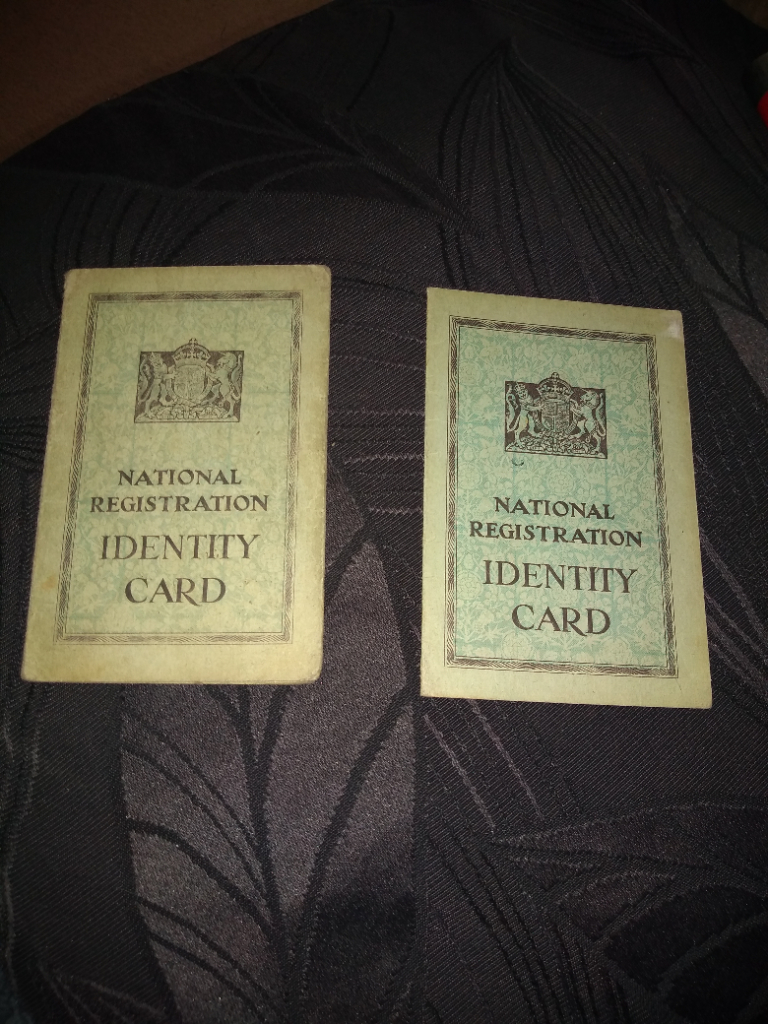 NATIONAL
REGISTRATION
IDENTITY
CARD
NATIONAL
REGISTRATION
IDENTITY
CARD